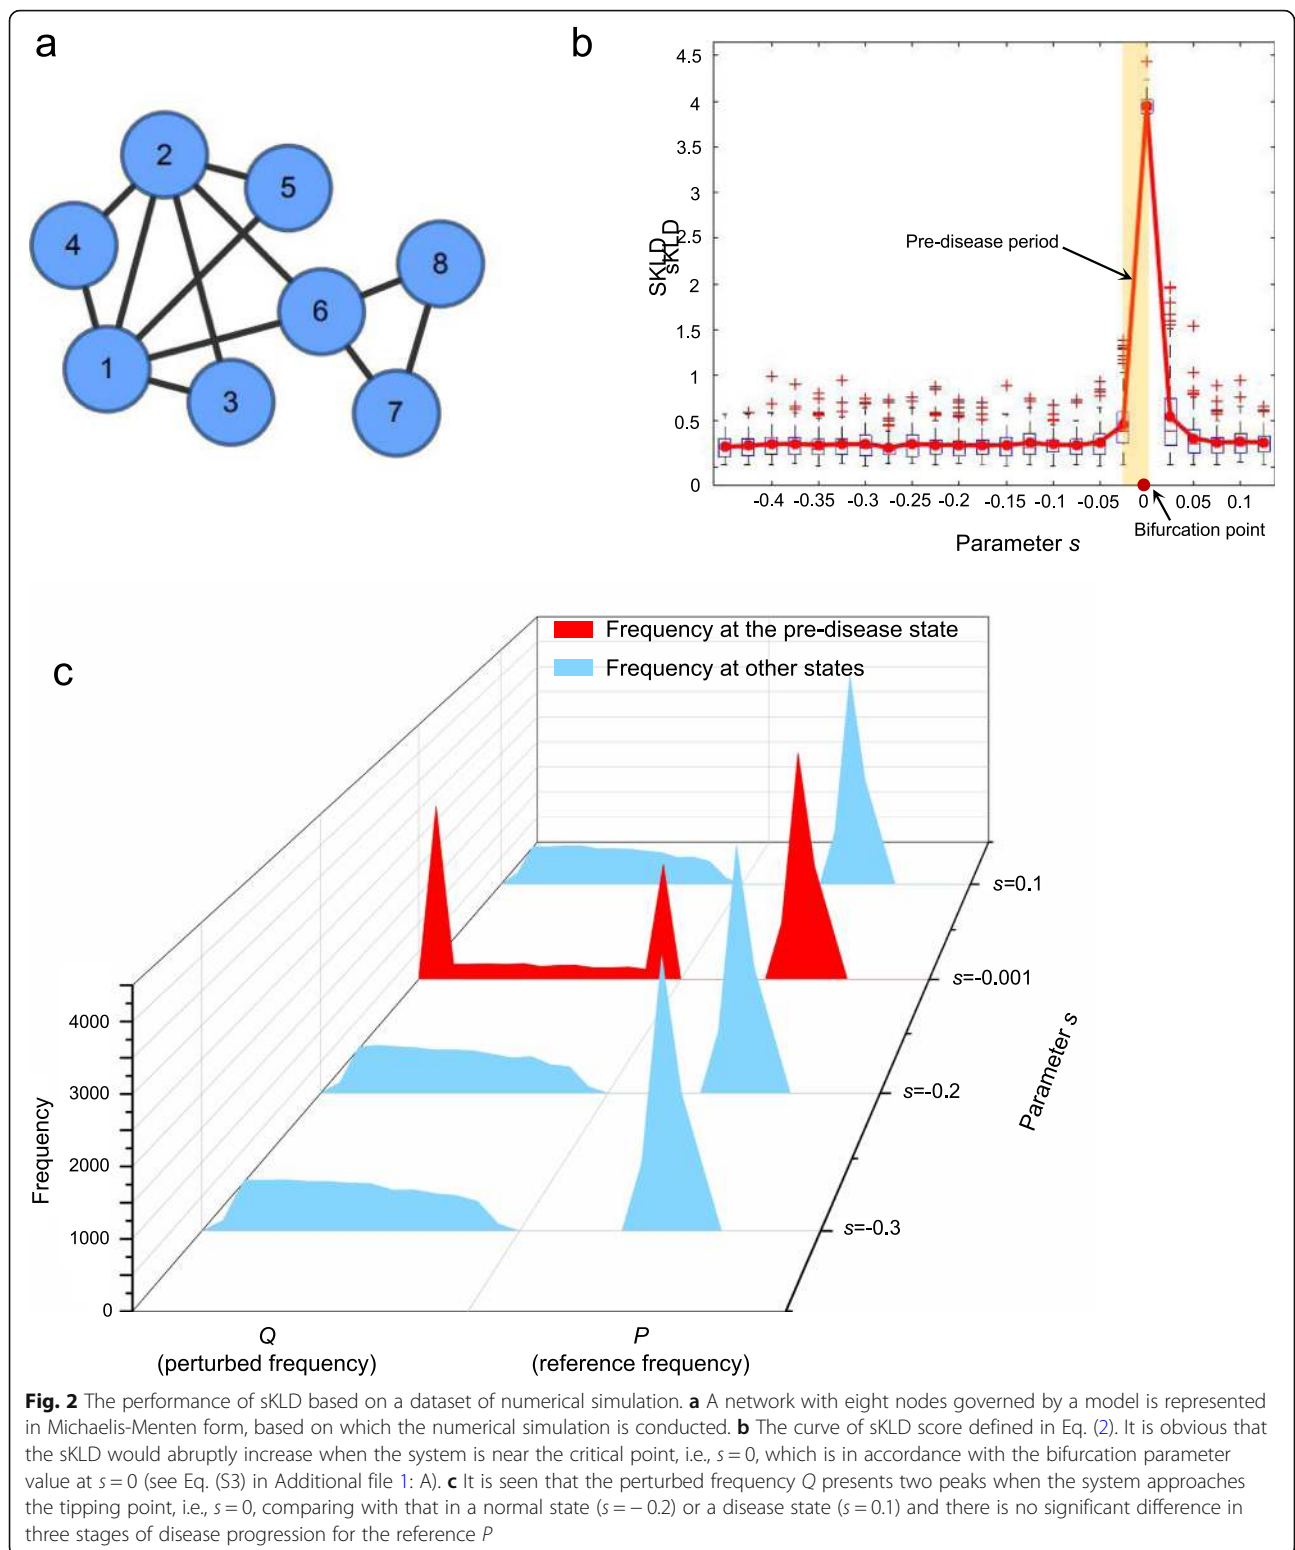 a
2
5
4
8
6
1
3
7
b
4.5
4
3.5
3
2.5
2
1.5
1
0.5
0
SKLD
sKLD
Pre-disease period
-0.4 -0.35 -0.3 -0.25 -0.2 -0.15 -0.1 -0.05 0 0.05 0.1
Bifurcation point
Parameter s
c
Frequency at the pre-disease state
Frequency at other states
s=0.1
s=-0.001
s=-0.2
s=-0.3
Parameter s
4000
3000
2000
1000
0
Frequency
Q
(perturbed frequency)
P
(reference frequency)
Fig. 2 The performance of sKLD based on a dataset of numerical simulation. a A network with eight nodes governed by a model is represented
in Michaelis-Menten form, based on which the numerical simulation is conducted. b The curve of sKLD score defined in Eq. (2). It is obvious that
the sKLD would abruptly increase when the system is near the critical point, i.e., s = 0, which is in accordance with the bifurcation parameter
value at s = 0 (see Eq. (S3) in Additional file 1: A). c It is seen that the perturbed frequency Q presents two peaks when the system approaches
the tipping point, i.e., s = 0, comparing with that in a normal state (s = − 0.2) or a disease state (s = 0.1) and there is no significant difference in
three stages of disease progression for the reference P